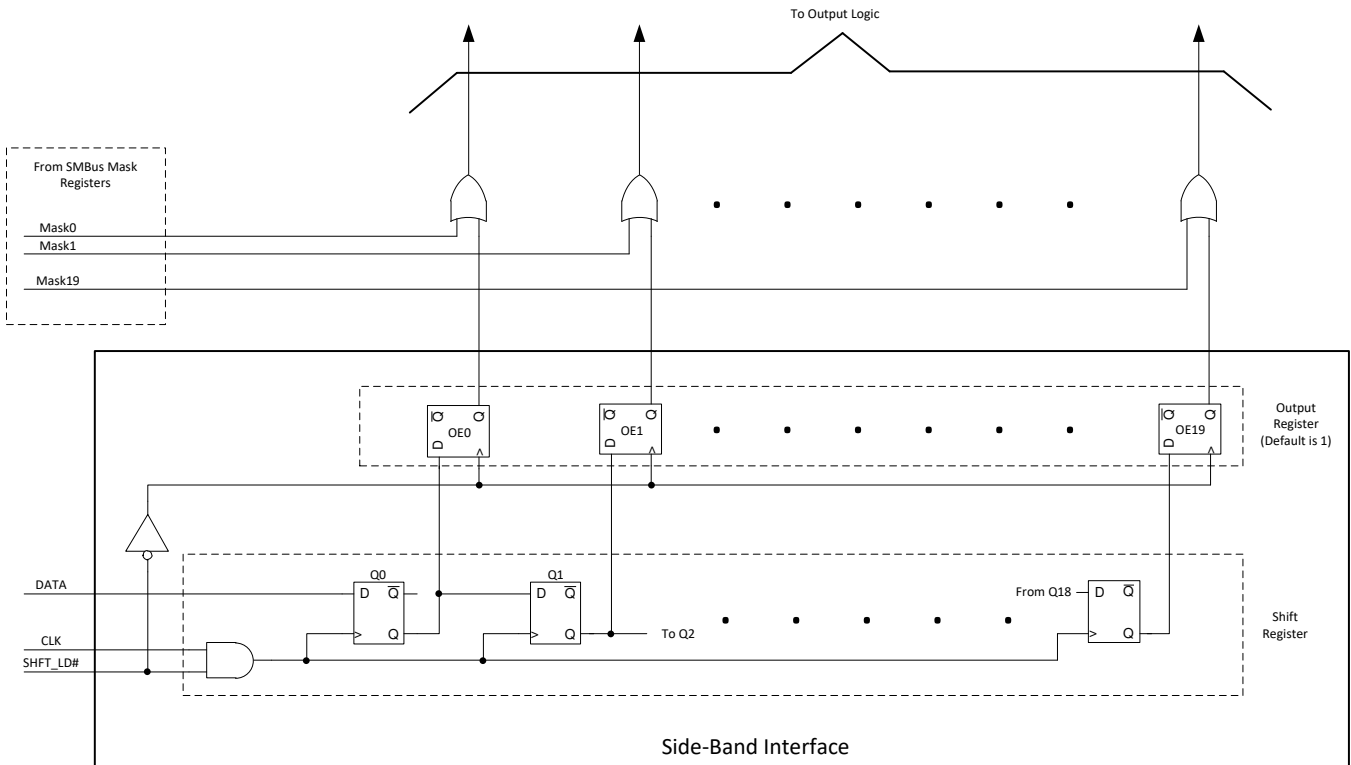 To Output Logic
From SMBus Mask
Registers
Mask0
Mask1
Mask19
Q̅ Q
OE0
D >
Q̅ Q
OE1
D >
Q̅ Q
OE19
D >
Output
Register
(Default is 1)
DATA
CLK
SHFT_LD#
Q0
D Q̅
> Q
Q1
D Q̅
> Q
To Q2
From Q18
D Q̅
> Q
Shift
Register
Side-Band Interface